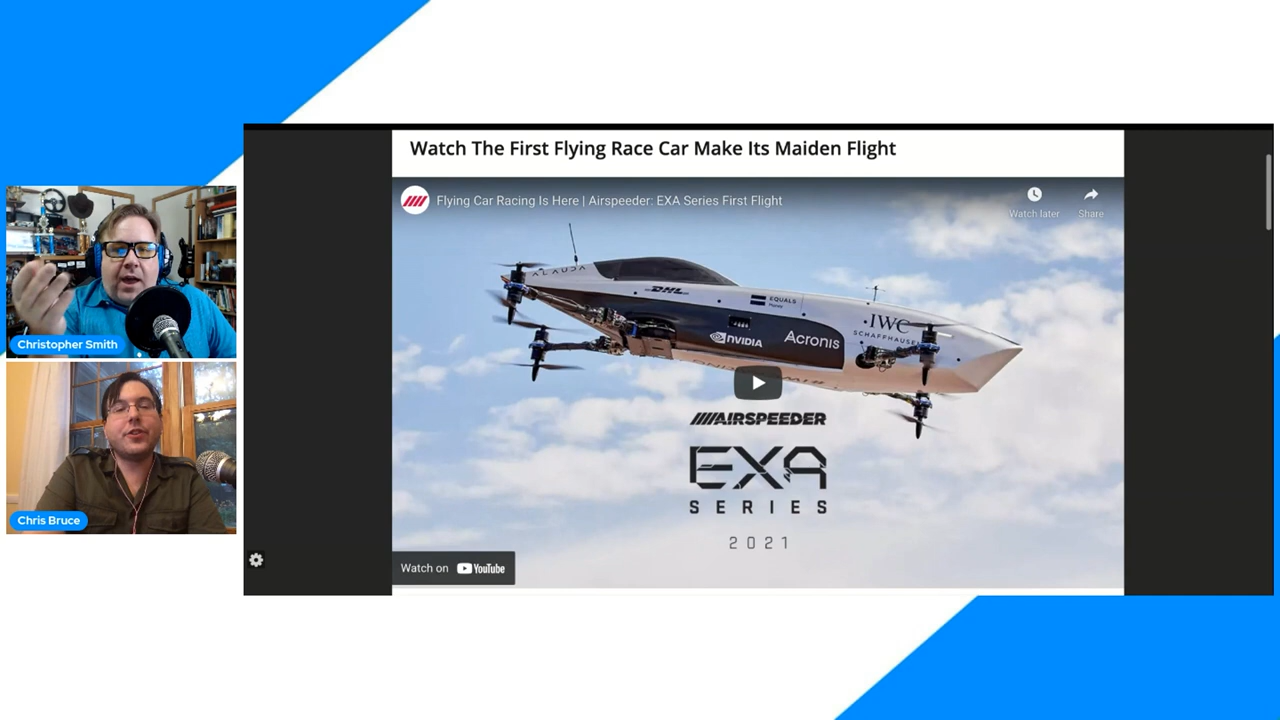 Watch The First Flying Race Car Make Its Maiden Flight
Flying Car Racing Is Here | Airspeeder: EXA Series First Flight
Watch later
Share
ALAUDA
DHL
EQUALS
Money
IWC
SCHAFFHAUSEN
NVIDIA
Acronis
AIRSPEEDER
EXA
SERIES
2021
Watch on YouTube
Christopher Smith
Chris Bruce